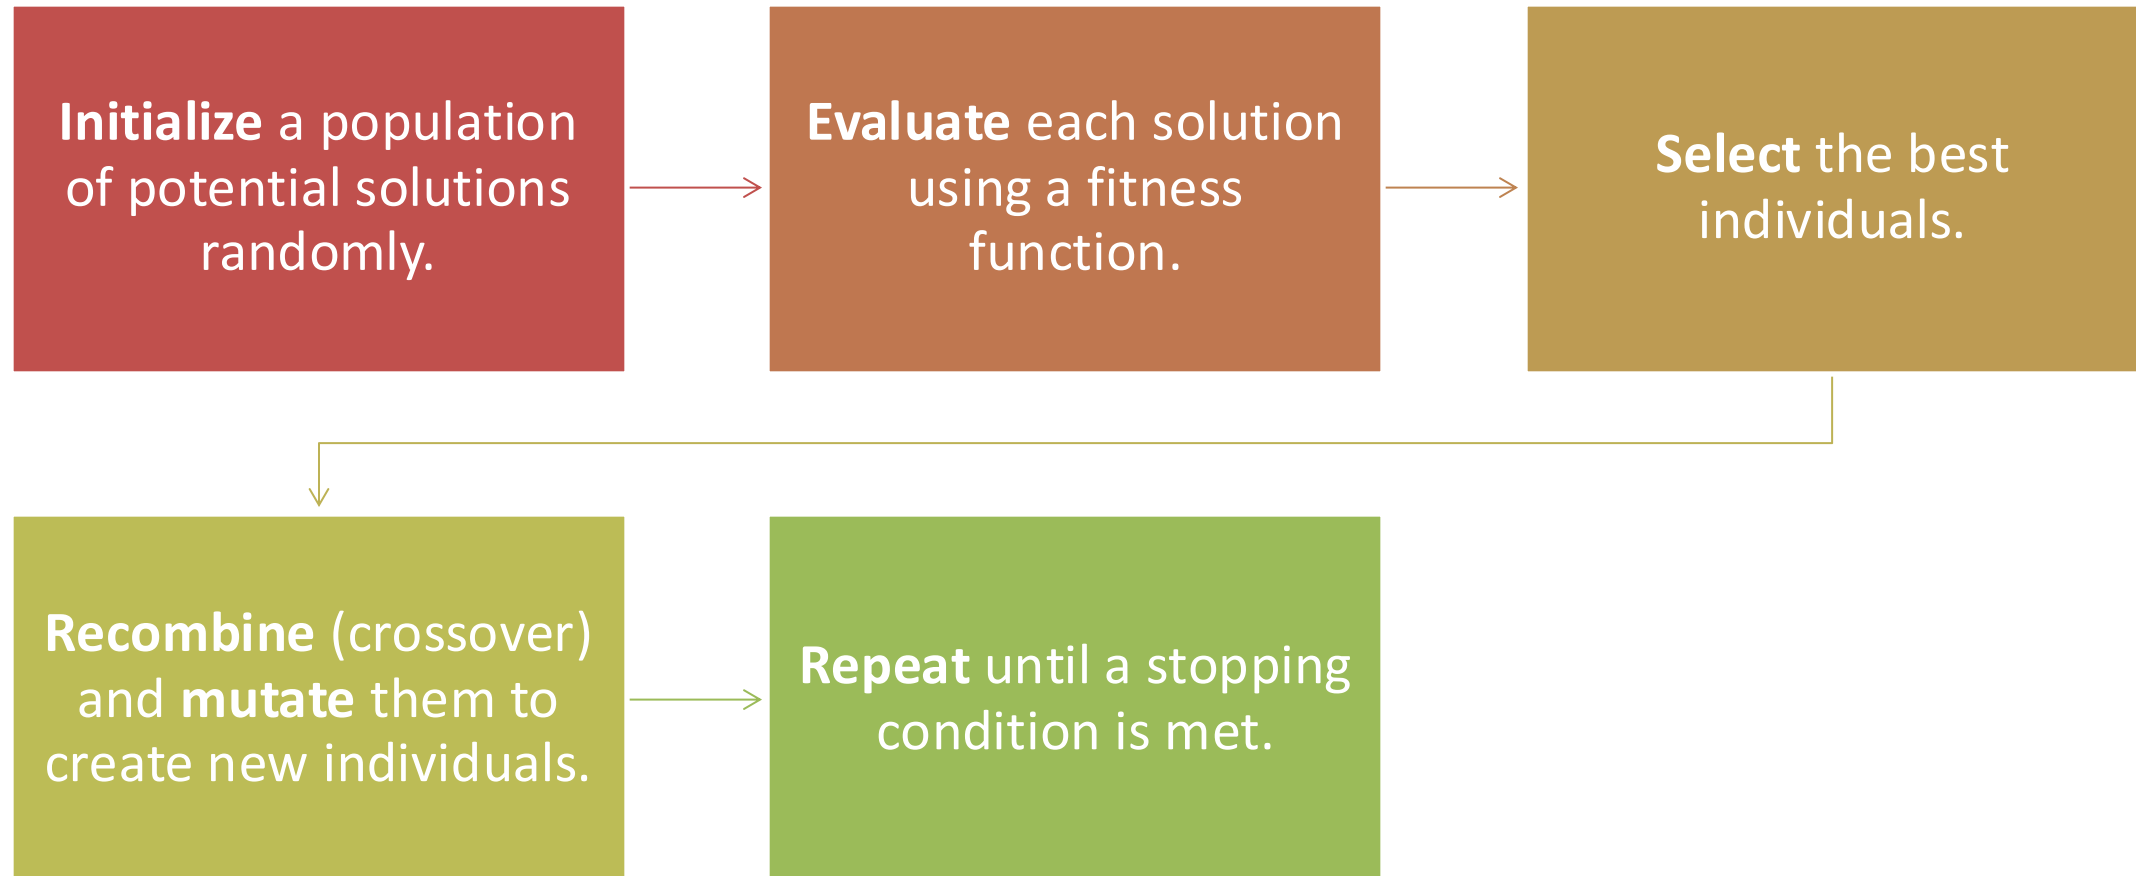 Initialize a population
of potential solutions
randomly.
Evaluate each solution
using a fitness
function.
Select the best
individuals.
Recombine (crossover)
and mutate them to
create new individuals.
Repeat until a stopping
condition is met.